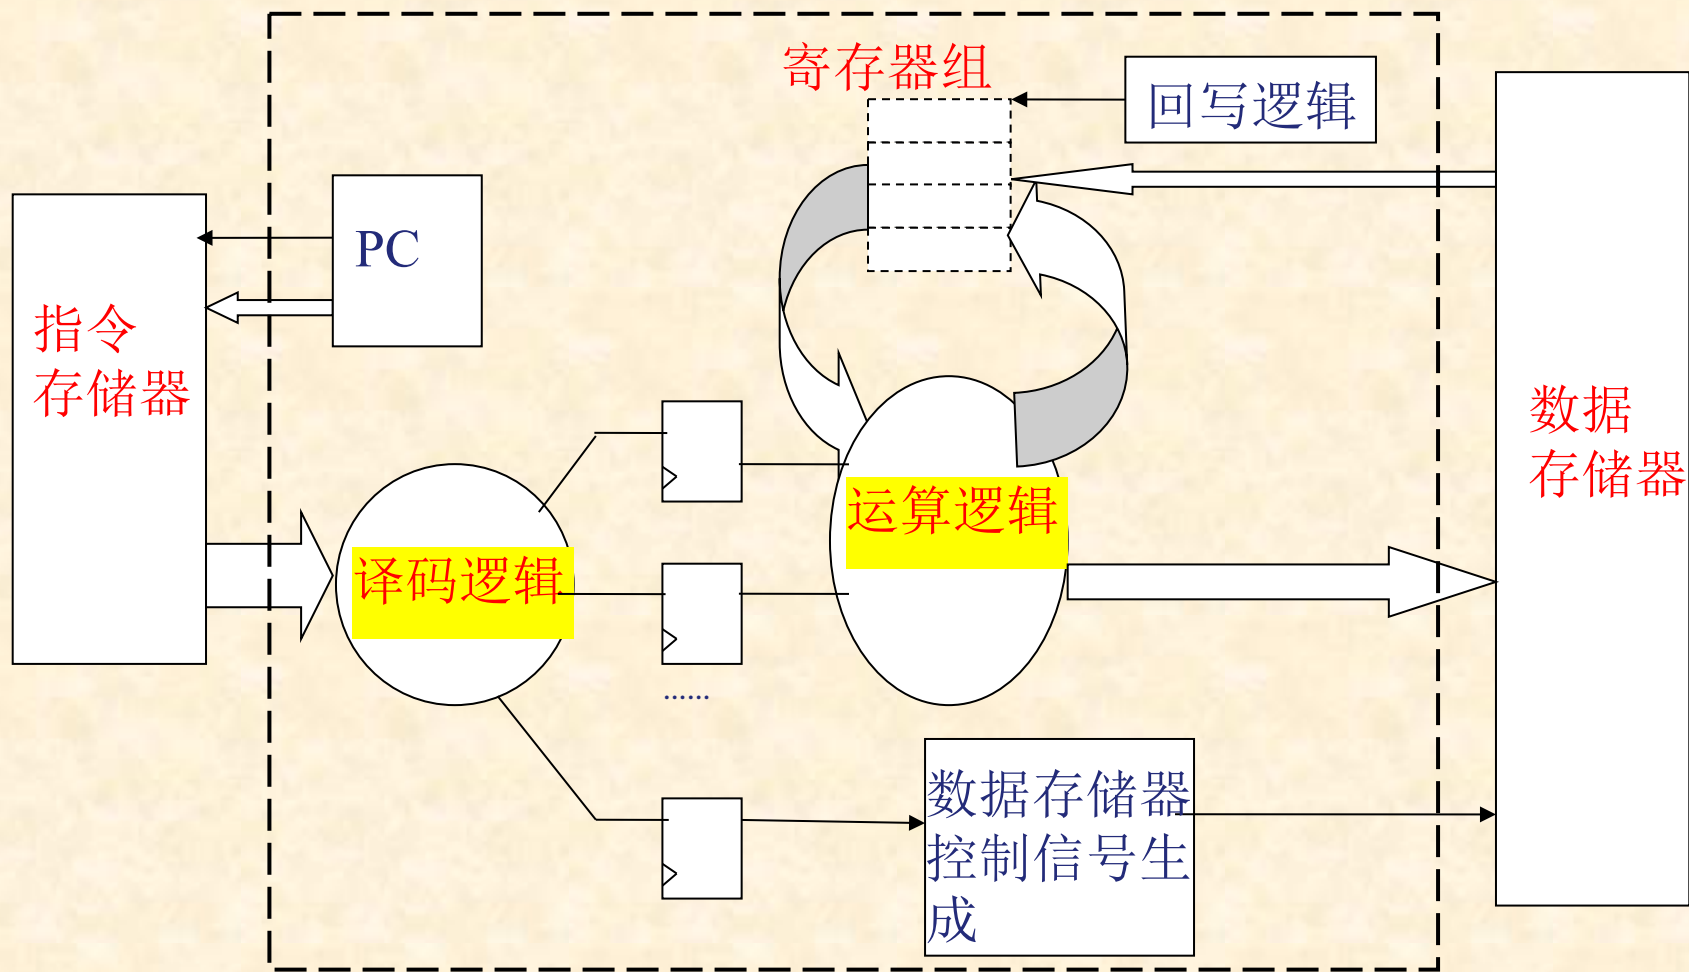 寄存器组
回写逻辑
PC
指令
存储器
数据
存储器
运算逻辑
译码逻辑
......
数据存储器
控制信号生
成